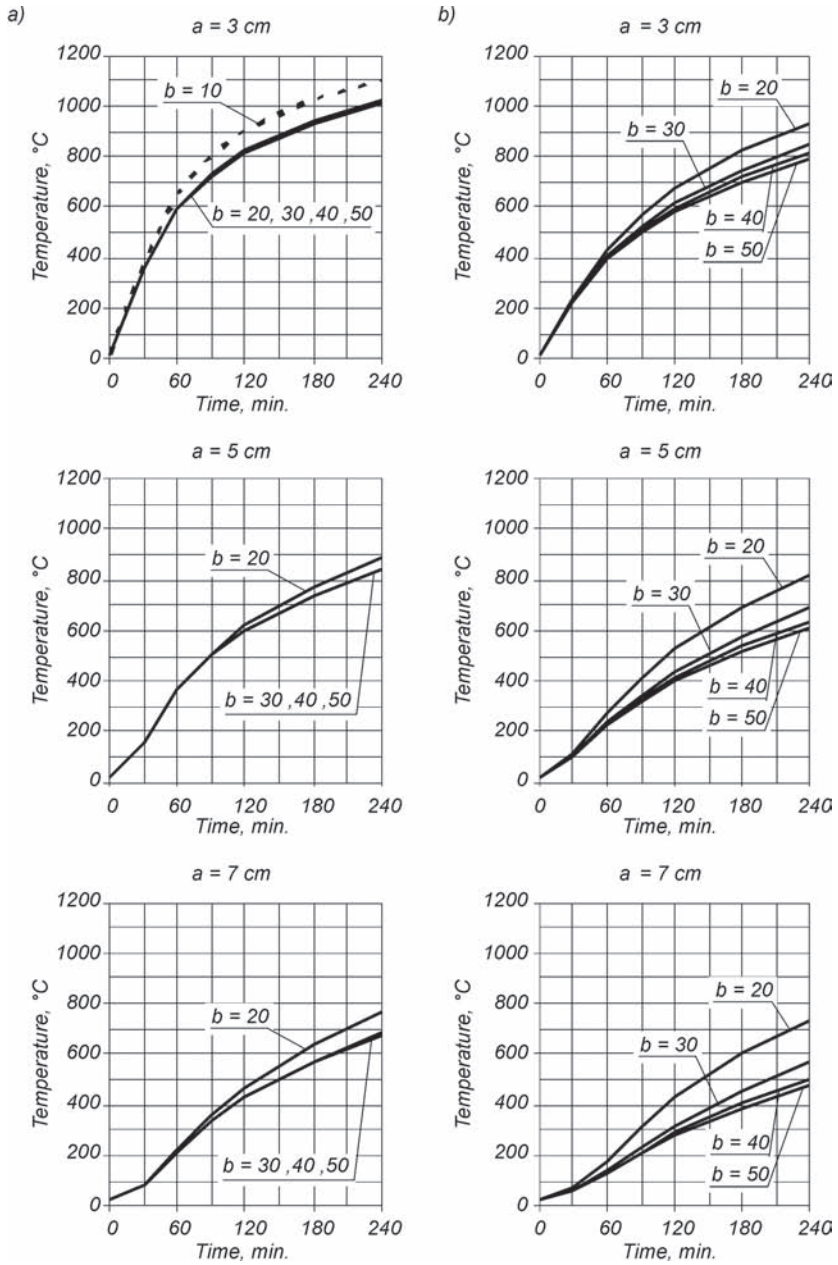 a)
a = 3 cm
1200
1000
800
600
400
200
0
Temperature, °C
b = 10
b = 20, 30 ,40 ,50
0 60 120 180 240
Time, min.
a = 5 cm
1200
1000
800
600
400
200
0
Temperature, °C
b = 20
b = 30 ,40 ,50
0 60 120 180 240
Time, min.
a = 7 cm
1200
1000
800
600
400
200
0
Temperature, °C
b = 20
b = 30 ,40 ,50
0 60 120 180 240
Time, min.
b)
a = 3 cm
1200
1000
800
600
400
200
0
Temperature, °C
b = 20
b = 30
b = 40
b = 50
0 60 120 180 240
Time, min.
a = 5 cm
1200
1000
800
600
400
200
0
Temperature, °C
b = 20
b = 30
b = 40
b = 50
0 60 120 180 240
Time, min.
a = 7 cm
1200
1000
800
600
400
200
0
Temperature, °C
b = 20
b = 30
b = 40
b = 50
0 60 120 180 240
Time, min.